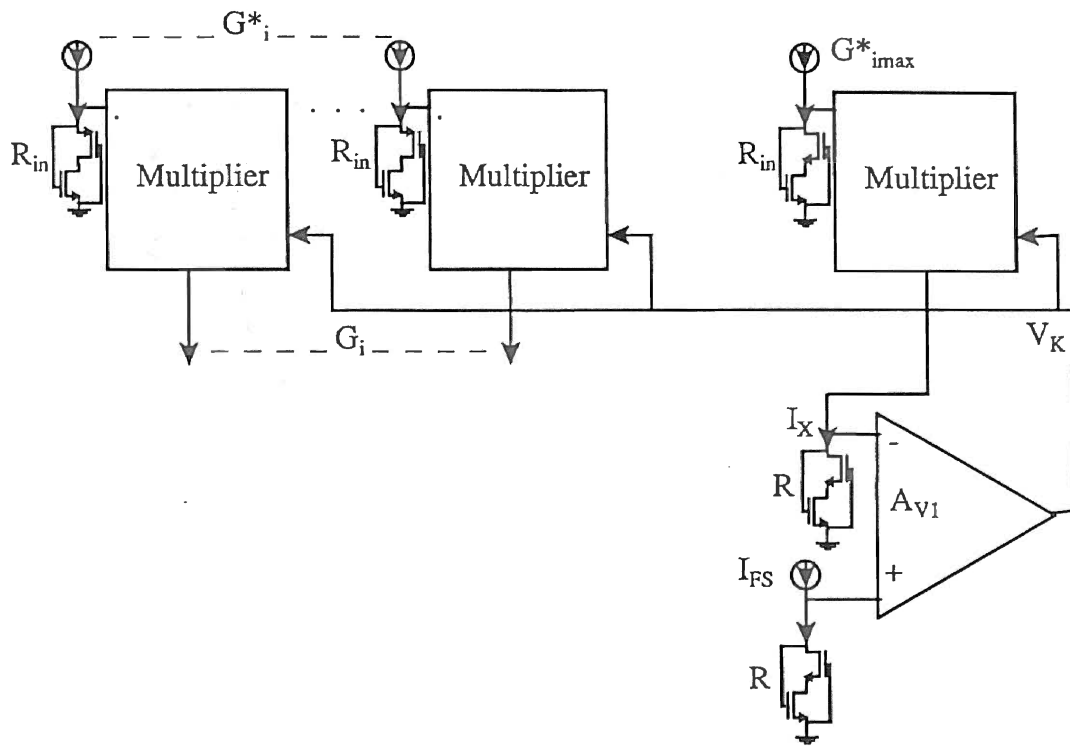 G*i
G*imax
. . .
Rin
Multiplier
Rin
Multiplier
Rin
Multiplier
Gi
VK
IX
-
R
AV1
IFS
+
R